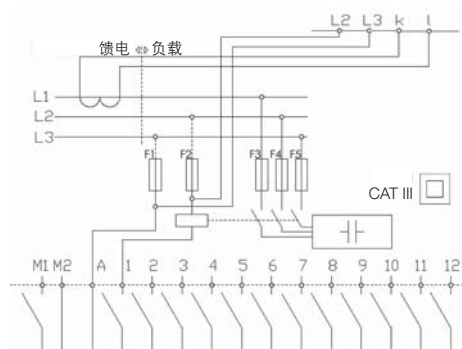 L2 L3 k l
馈电 负载
L1
L2
L3
F1 F2 F3 F4 F5
CAT III
M1 M2 A 1 2 3 4 5 6 7 8 9 10 11 12